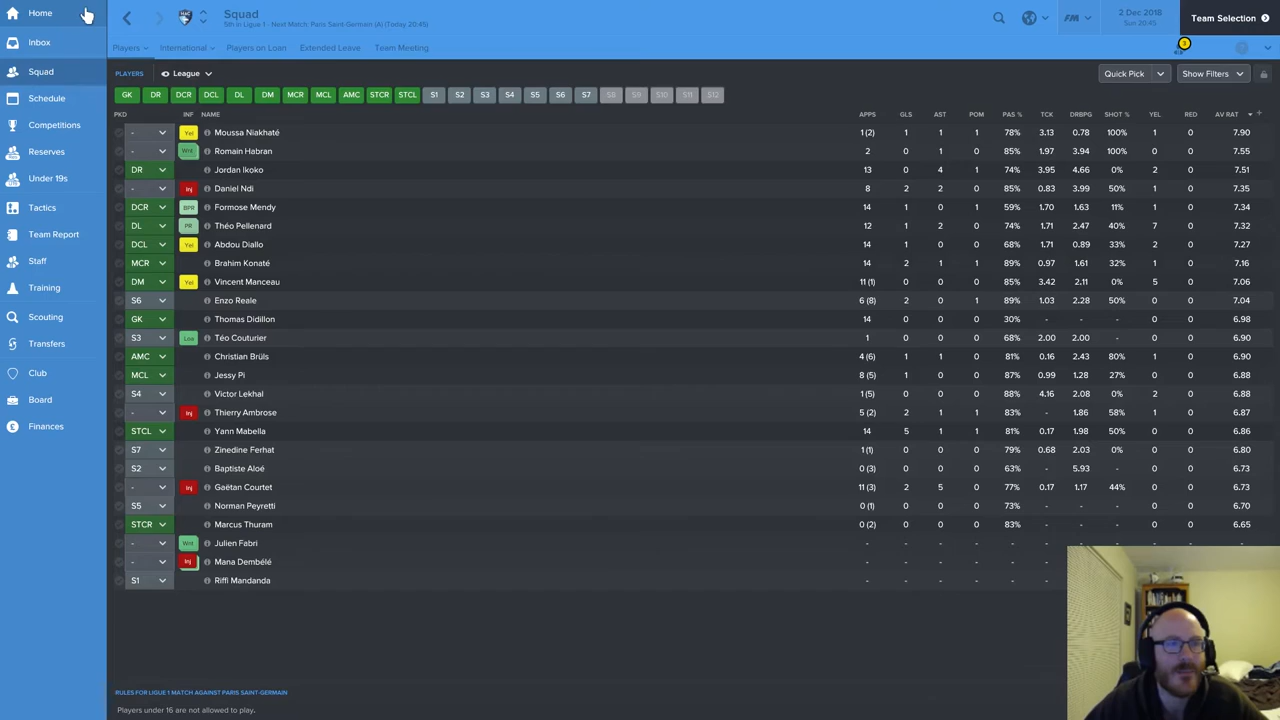 Home
Squad
5th in Ligue 1 - Next Match: Paris Saint-Germain (A) (Today 20:45)
2 Dec 2018
Sun 20:45
Team Selection
FM
Players International Players on Loan Extended Leave Team Meeting
3
?
PLAYERS League Quick Pick Show Filters
GK DR DCR DCL DL DM MCR MCL AMC STCR STCL S1 S2 S3 S4 S5 S6 S7 S8 S9 S10 S11 S12
PKD INF NAME APPS GLS AST POM PAS % TCK DRBPG SHOT % YEL RED AV RAT
- Yel Moussa Niakhaté 1 (2) 1 1 1 78% 3.13 0.78 100% 1 0 7.90
- Wnt Romain Habran 2 0 0 0 85% 1.97 3.94 100% 0 0 7.55
DR Jordan Ikoko 13 0 4 1 74% 3.95 4.66 0% 2 0 7.51
- Inj Daniel Ndi 8 2 2 1 85% 0.83 3.99 50% 1 0 7.35
DCR BPR Formose Mendy 14 1 0 1 59% 1.70 1.63 11% 1 0 7.34
DL PR Théo Pellenard 12 1 2 0 74% 1.71 2.47 40% 7 0 7.32
DCL Yel Abdou Diallo 14 1 0 1 68% 1.71 0.89 33% 2 0 7.27
MCR Brahim Konaté 14 2 1 0 89% 0.97 1.61 32% 1 0 7.16
DM Yel Vincent Manceau 11 (1) 0 0 0 85% 3.42 2.11 0% 5 0 7.06
S6 Enzo Reale 6 (8) 2 0 1 89% 1.03 2.28 50% 0 0 7.04
GK Thomas Didillon 14 0 0 0 30% - - - 0 0 6.98
S3 Loa Téo Couturier 1 0 0 0 68% 2.00 2.00 - 0 0 6.90
AMC Christian Brüls 4 (6) 1 1 0 81% 0.16 2.43 80% 1 0 6.90
MCL Jessy Pi 8 (5) 1 0 0 87% 0.99 1.28 27% 0 0 6.88
S4 Victor Lekhal 1 (5) 0 0 0 88% 4.16 2.08 0% 2 0 6.88
- Inj Thierry Ambrose 5 (2) 2 1 1 83% - 1.86 58% 1 0 6.87
STCL Yann Mabella 14 5 1 1 81% 0.17 1.98 50% 0 0 6.86
S7 Zinedine Ferhat 1 (1) 0 0 0 79% 0.68 2.03 0% 0 0 6.80
S2 Baptiste Aloé 0 (3) 0 0 0 63% - 5.93 - 0 0 6.73
- Inj Gaëtan Courtet 11 (3) 2 5 0 77% 0.17 1.17 44% 0 0 6.73
S5 Norman Peyretti 0 (1) 0 0 0 73% - - - 0 0 6.70
STCR Marcus Thuram 0 (2) 0 0 0 83% - - - 0 0 6.65
- Wnt Julien Fabri - - - - - - - - - - -
- Inj Mana Dembélé - - - - - -
S1 Riffi Mandanda - - - - - -
Inbox
Squad
Schedule
Competitions
Reserves
Under 19s
Tactics
Team Report
Staff
Training
Scouting
Transfers
Club
Board
Finances
RULES FOR LIGUE 1 MATCH AGAINST PARIS SAINT-GERMAIN
Players under 16 are not allowed to play.